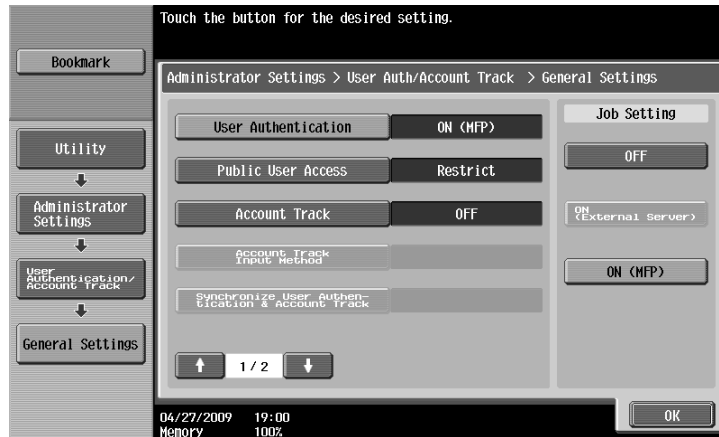 Touch the button for the desired setting.
Bookmark
Administrator Settings > User Auth/Account Track > General Settings
User Authentication
ON (MFP)
Job Setting
Utility
Public User Access
Restrict
OFF
Administrator
Settings
Account Track
OFF
ON
(External Server)
Account Track
Input Method
User
Authentication/
Account Track
ON (MFP)
Synchronize User Authen-
tication & Account Track
General Settings
1/2
04/27/2009 19:00
Memory 100%
OK